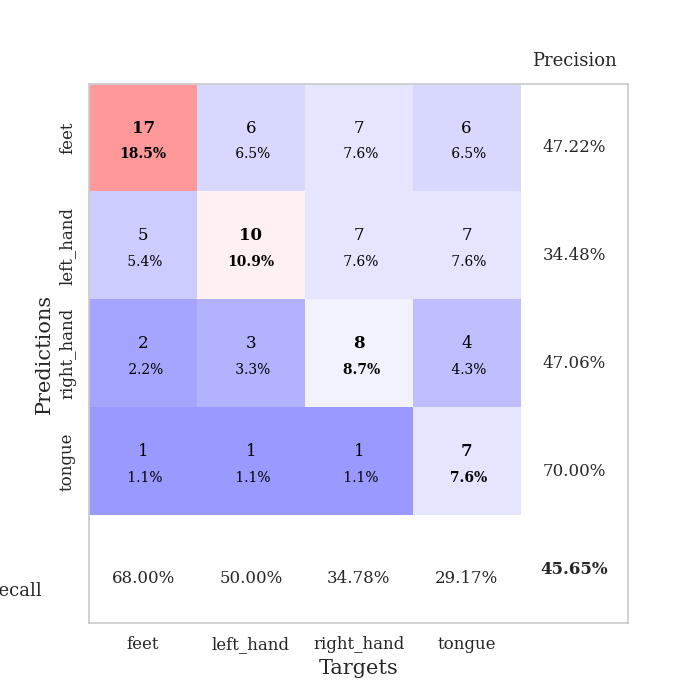 Precision
feet
17 6 7 6
18.5% 6.5% 7.6% 6.5%
47.22%
left_hand
5 10 7 7
5.4% 10.9% 7.6% 7.6%
34.48%
Predictions
right_hand
2 3 8 4
2.2% 3.3% 8.7% 4.3%
47.06%
tongue
1 1 1 7
1.1% 1.1% 1.1% 7.6%
70.00%
ecall
68.00% 50.00% 34.78% 29.17% 45.65%
feet left_hand right_hand tongue
Targets